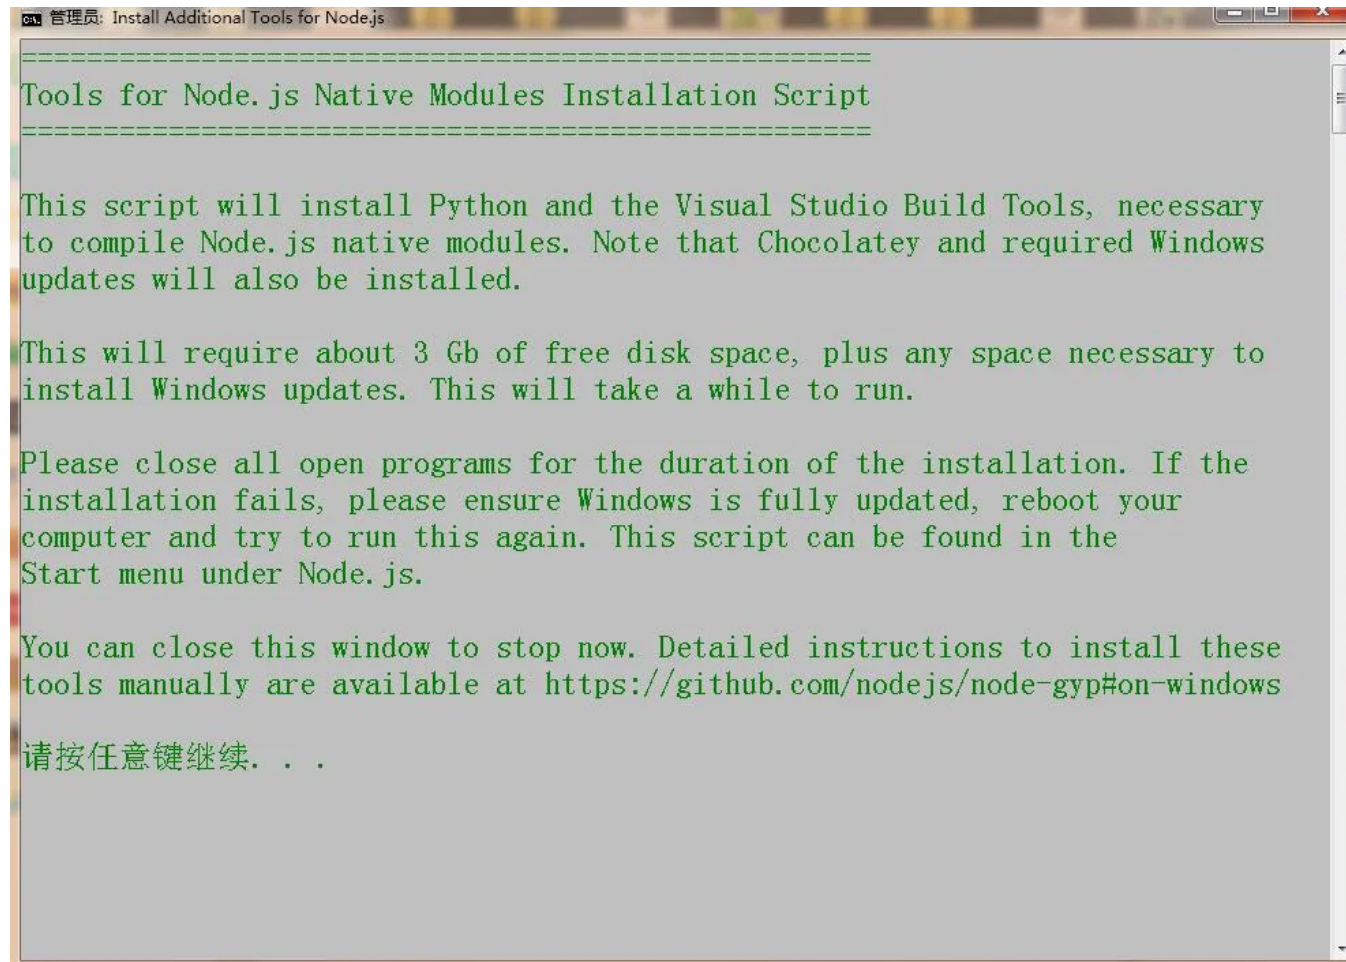 管理员: Install Additional Tools for Node.js
====================================================
Tools for Node.js Native Modules Installation Script
====================================================
This script will install Python and the Visual Studio Build Tools, necessary
to compile Node.js native modules. Note that Chocolatey and required Windows
updates will also be installed.
This will require about 3 Gb of free disk space, plus any space necessary to
install Windows updates. This will take a while to run.
Please close all open programs for the duration of the installation. If the
installation fails, please ensure Windows is fully updated, reboot your
computer and try to run this again. This script can be found in the
Start menu under Node.js.
You can close this window to stop now. Detailed instructions to install these
tools manually are available at https://github.com/nodejs/node-gyp#on-windows
请按任意键继续. . .